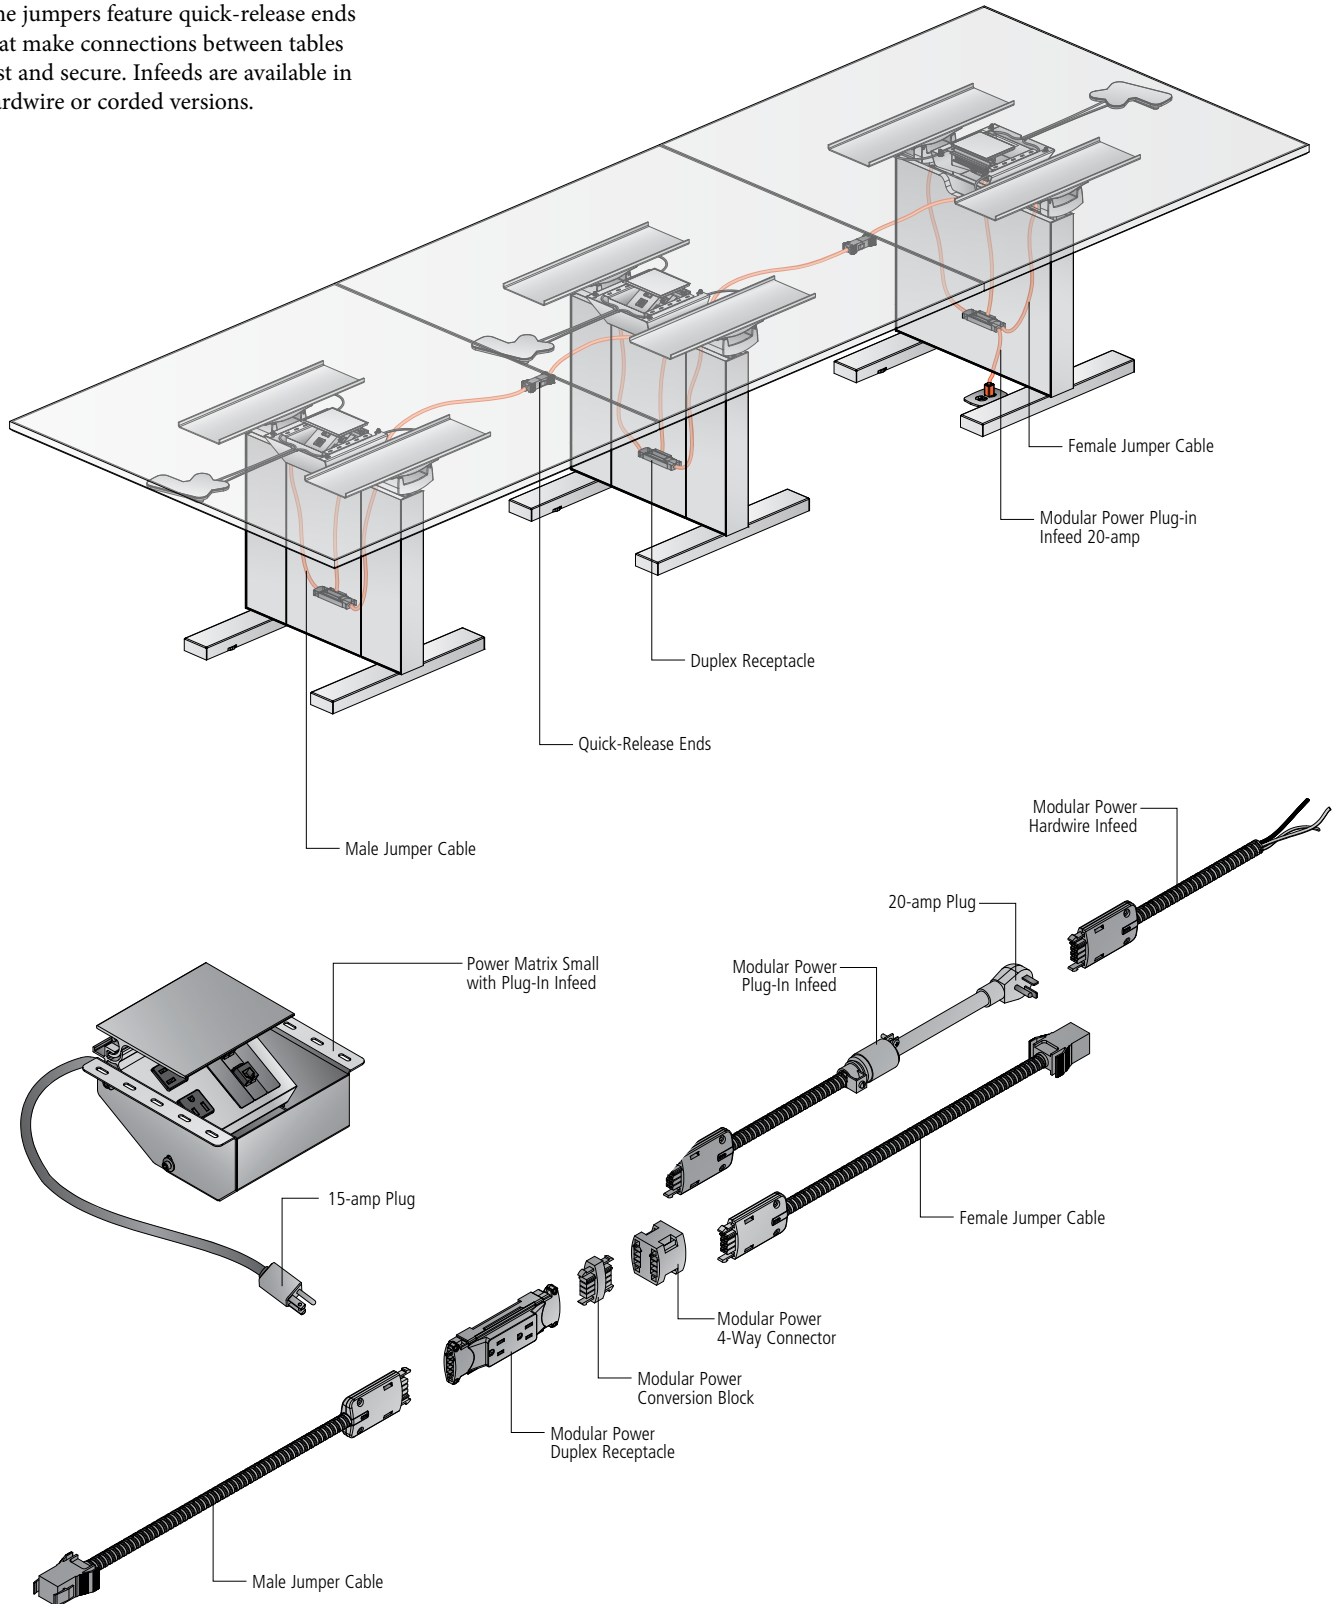 jumpers feature quick-release ends
make connections between tables
and secure. Infeeds are available in
or corded versions.
Female Jumper Cable
Modular Power Plug-in
Infeed 20-amp
Duplex Receptacle
Quick-Release Ends
Male Jumper Cable
Modular Power
Hardwire Infeed
20-amp Plug
Power Matrix Small
with Plug-In Infeed
Modular Power
Plug-In Infeed
15-amp Plug
Female Jumper Cable
Modular Power
4-Way Connector
Modular Power
Conversion Block
Modular Power
Duplex Receptacle
Male Jumper Cable